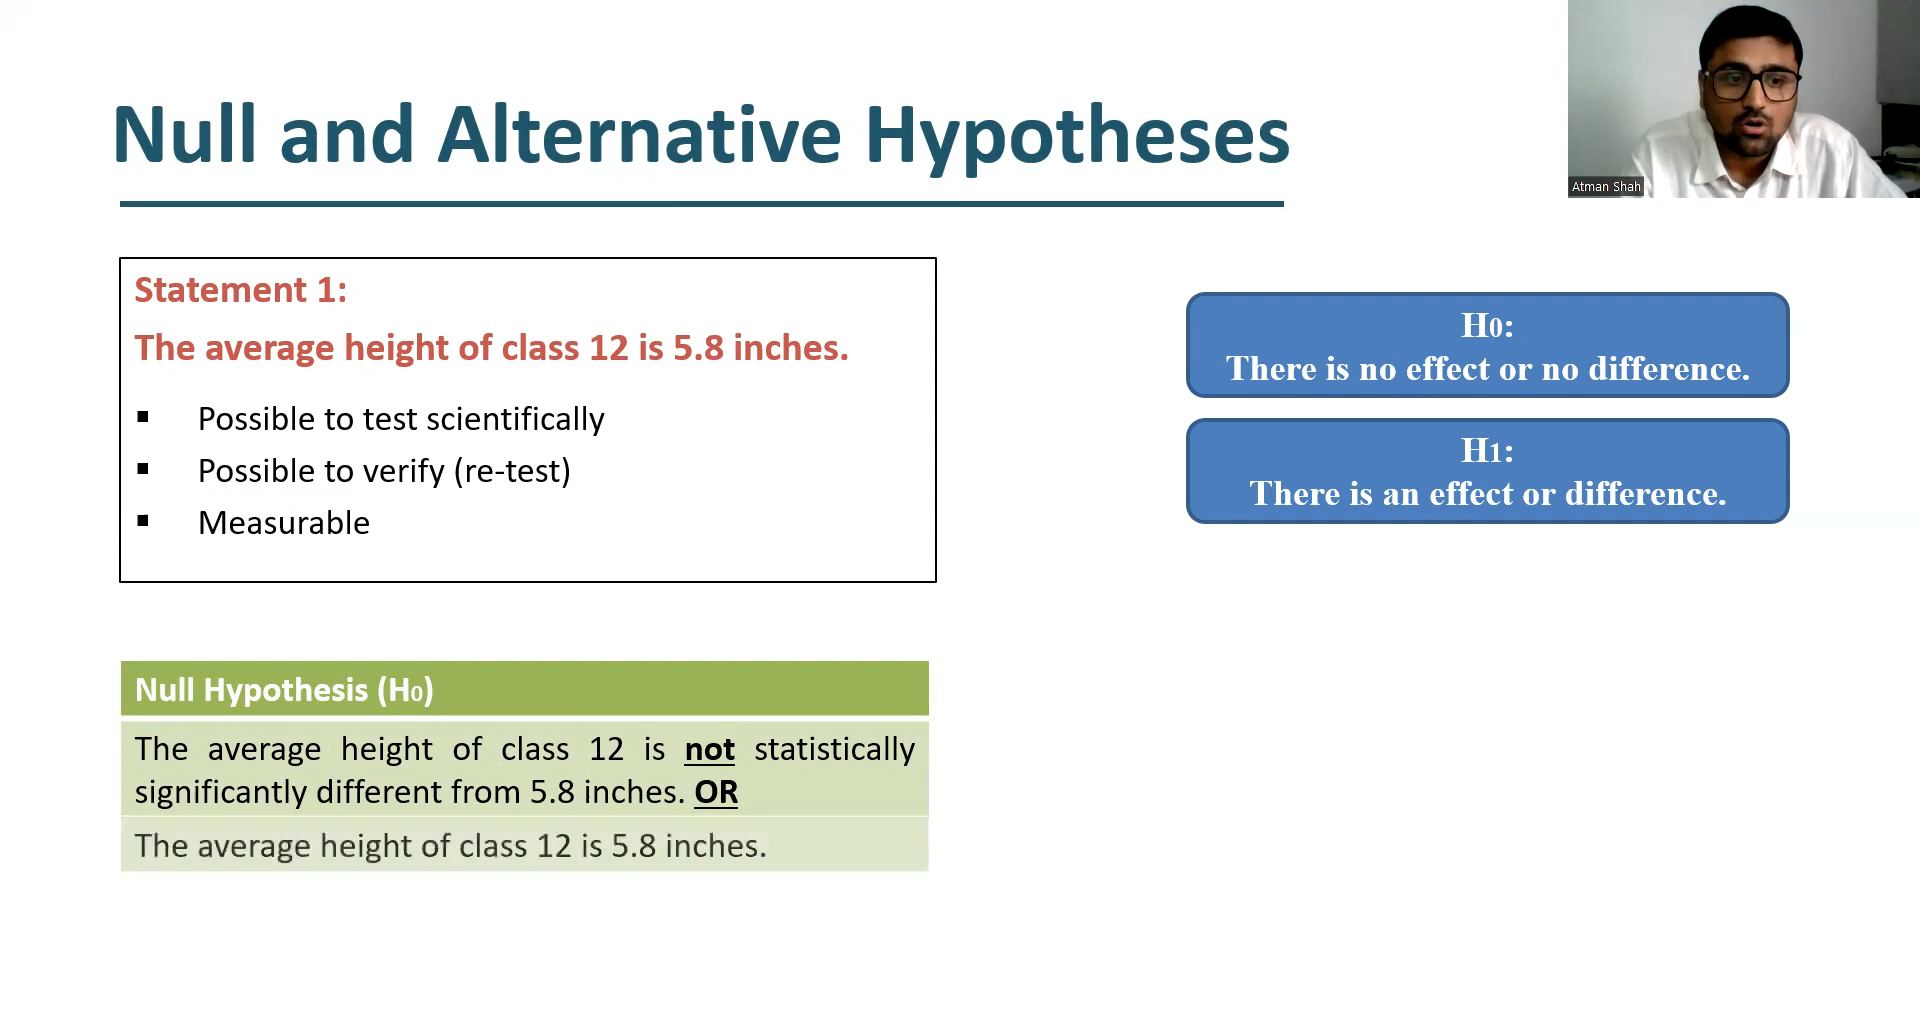 Null and Alternative Hypotheses
Atman Shah
Statement 1:
The average height of class 12 is 5.8 inches.
▪ Possible to test scientifically
▪ Possible to verify (re-test)
▪ Measurable
H0:
There is no effect or no difference.
H1:
There is an effect or difference.
Null Hypothesis (H0)
The average height of class 12 is not statistically
significantly different from 5.8 inches. OR
The average height of class 12 is 5.8 inches.